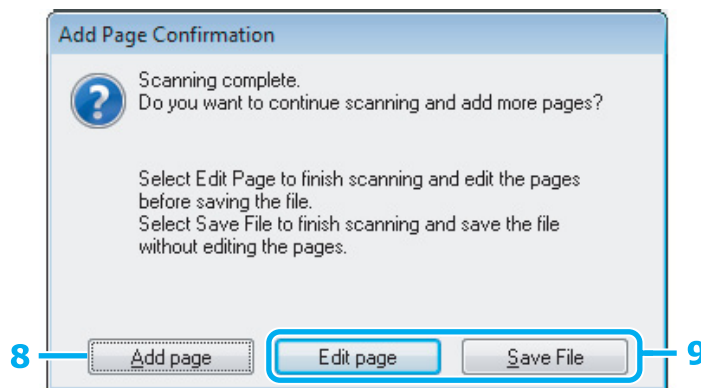 Add Page Confirmation
Scanning complete.
Do you want to continue scanning and add more pages?
Select Edit Page to finish scanning and edit the pages
before saving the file.
Select Save File to finish scanning and save the file
without editing the pages.
8 Add page Edit page Save File 9